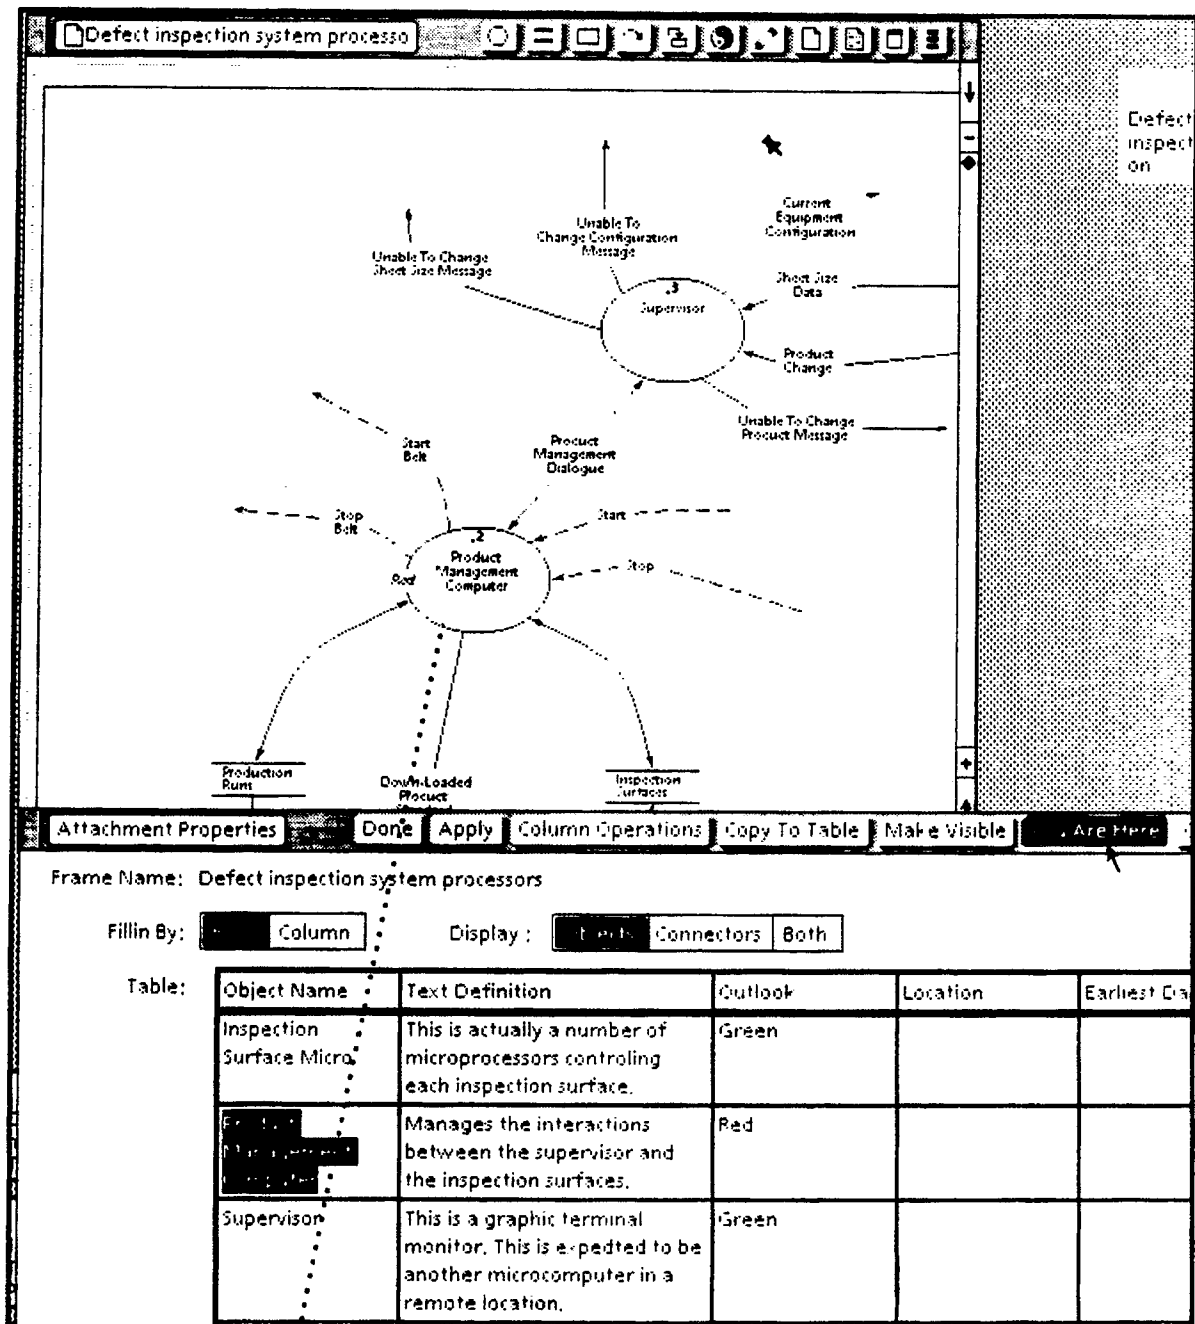 Defect inspection system processo
Defect
inspect
on
Current
Equipment
Configuration
Unable To
Change Configuration
Message
Unable To Change
Sheet Size Message
.3
Supervisor
Sheet Size
Data
Product
Change
Unable To Change
Product Message
Start
Belt
Product
Management
Dialogue
Stop
Belt
Start
.2
Product
Management
Computer
Red
Stop
Production
Runs
Down-Loaded
Product
Inspection
Surfaces
Attachment Properties Done Apply Column Operations Copy To Table Make Visible Are Here
Frame Name: Defect inspection system processors
Fillin By: Column Display : Objects Connectors Both
Table:
Object Name Text Definition Outlook Location Earliest Da
Inspection
Surface Micro
This is actually a number of
microprocessors controling
each inspection surface.
Green
Product
Management
Computer
Manages the interactions
between the supervisor and
the inspection surfaces.
Red
Supervisor
This is a graphic terminal
monitor. This is expedted to be
another microcomputer in a
remote location.
Green